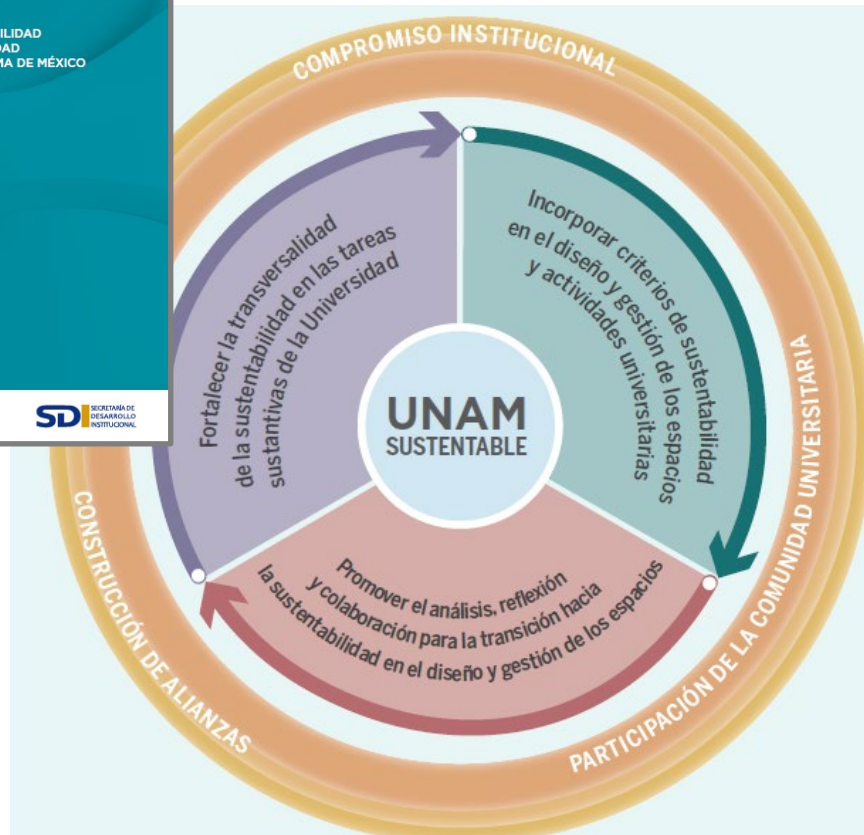 MA DE MÉXICO
SDI SECRETARÍA DE
DESARROLLO
INSTITUCIONAL
COMPROMISO INSTITUCIONAL
Incorporar criterios de sustentabilidad
en el diseño y gestión de los espacios
y actividades universitarias
Fortalecer la transversalidad
de la sustentabilidad en las tareas
sustantivas de la Universidad
UNAM
SUSTENTABLE
Promover el análisis, reflexión
y colaboración para la transición hacia
la sustentabilidad en el diseño y gestión de los espacios
CONSTRUCCIÓN DE ALIANZAS
PARTICIPACIÓN DE LA COMUNIDAD UNIVERSITARIA